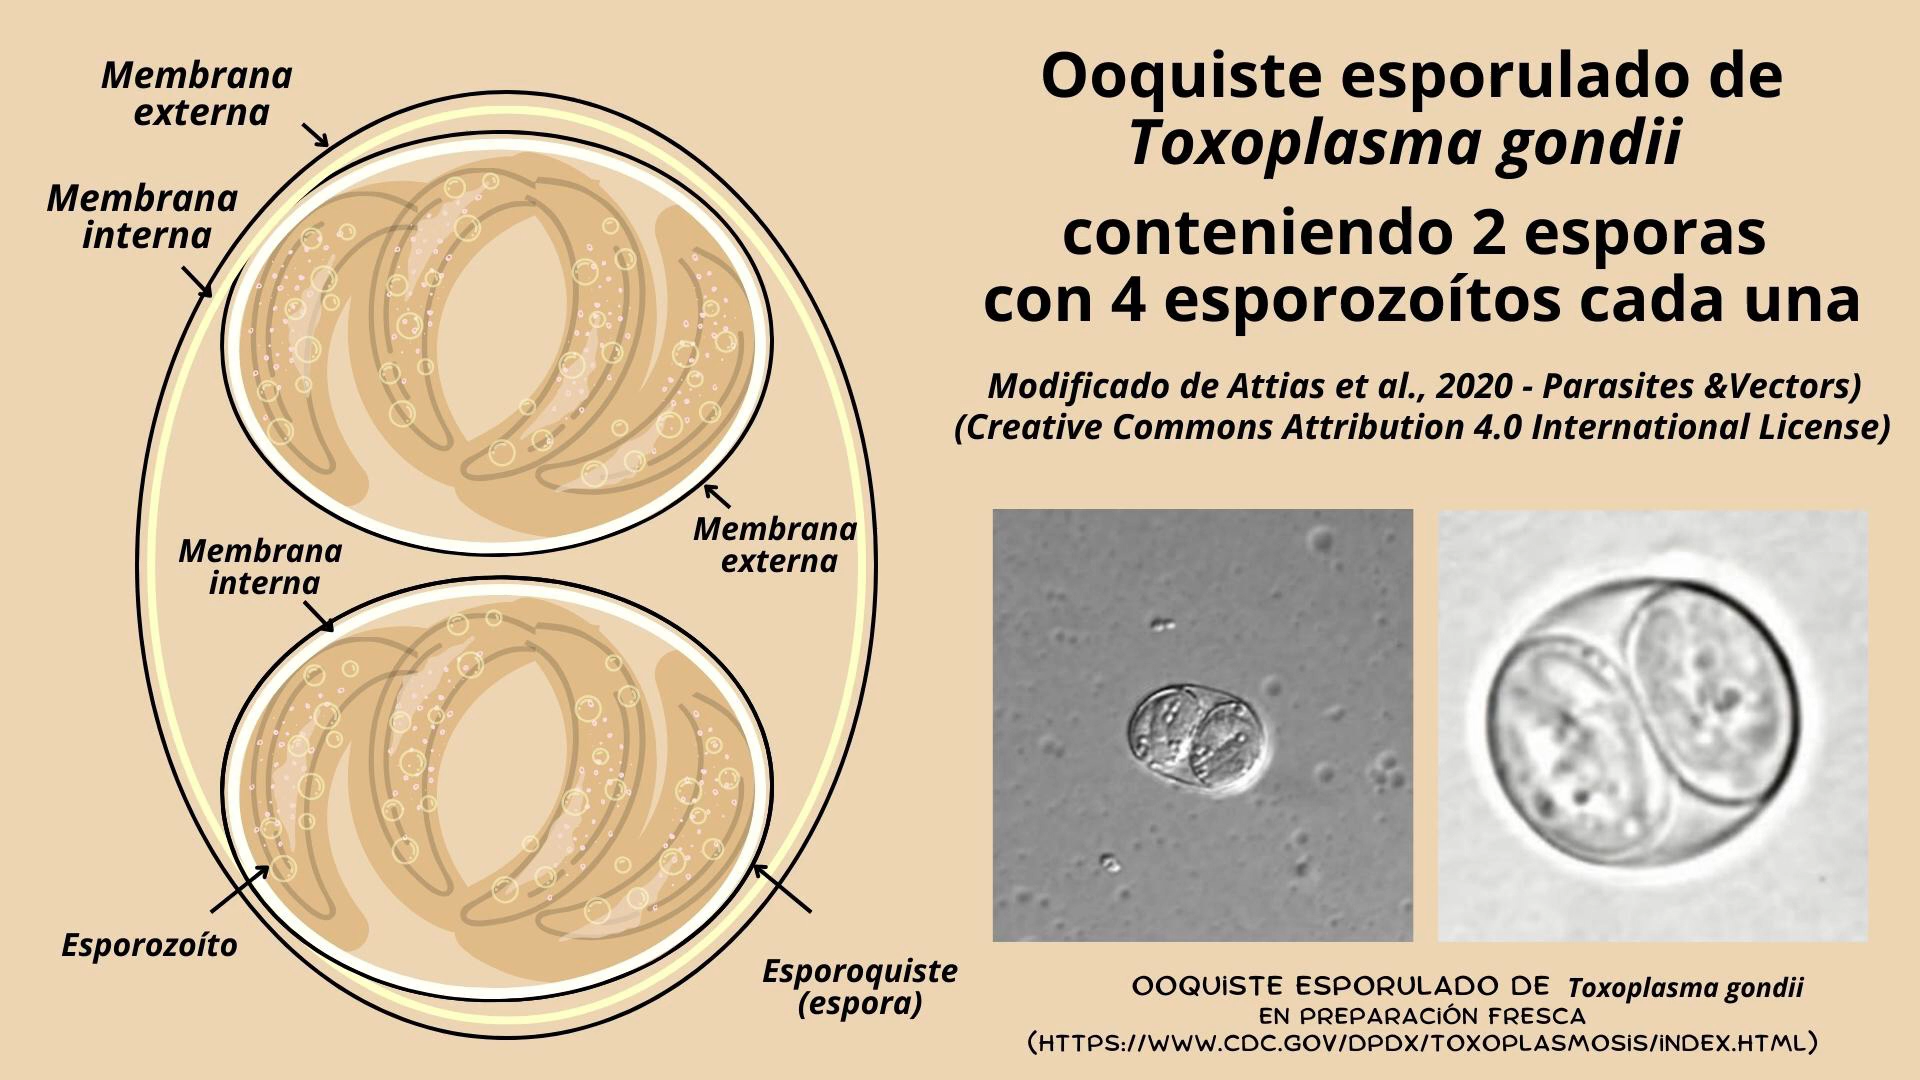 Membrana
externa
Membrana
interna
Membrana
externa
Membrana
interna
Esporozoíto
Esporoquiste
(espora)
Ooquiste esporulado de
Toxoplasma gondii
conteniendo 2 esporas
con 4 esporozoítos cada una
Modificado de Attias et al., 2020 - Parasites &Vectors)
(Creative Commons Attribution 4.0 International License)
OOQUISTE ESPORULADO DE Toxoplasma gondii
EN PREPARACIÓN FRESCA
(HTTPS://WWW.CDC.GOV/DPDX/TOXOPLASMOSIS/INDEX.HTML)